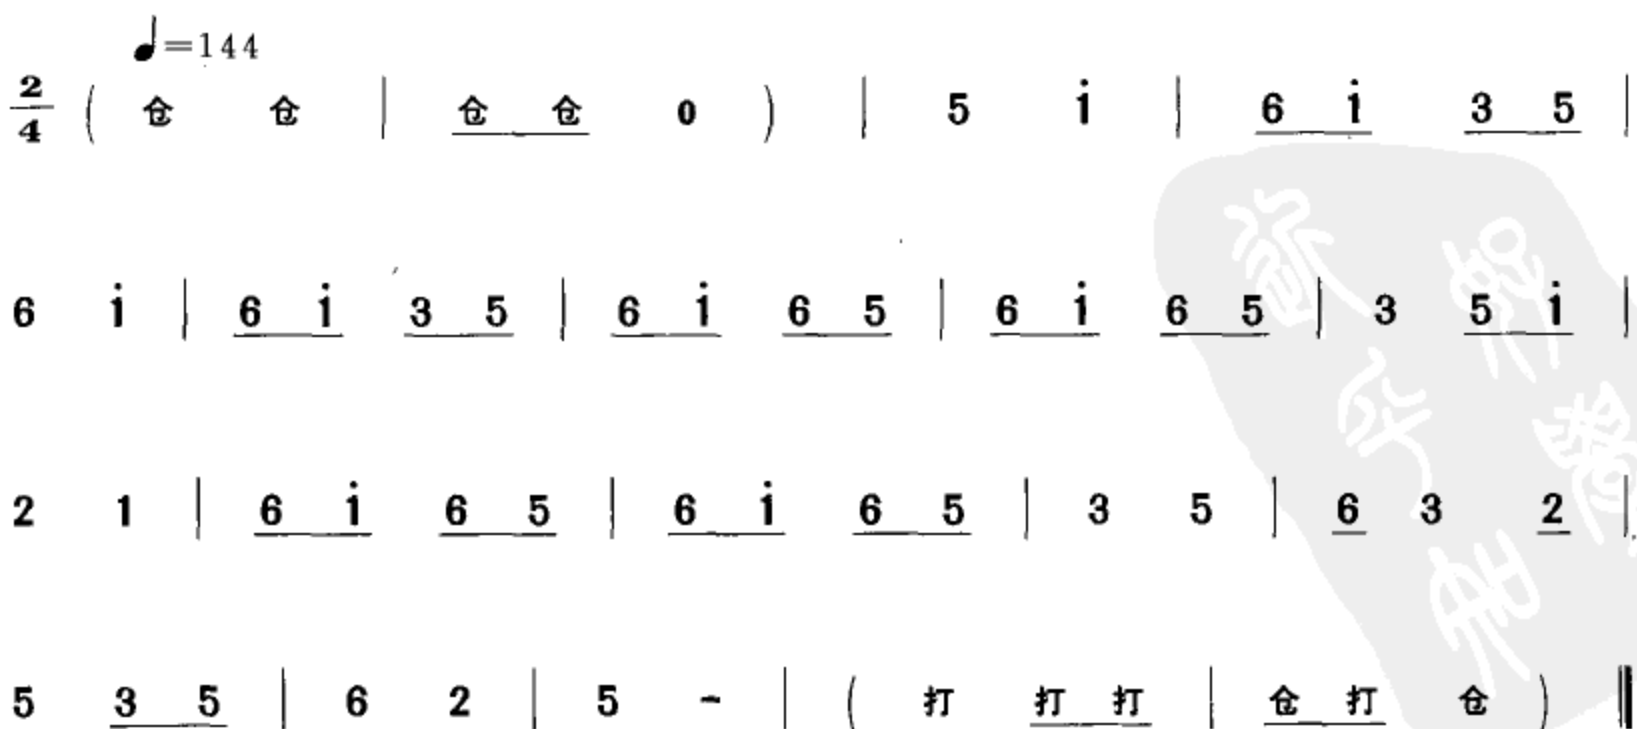 ♩=144
2/4 ( 仓 仓 | 仓 仓 0 ) | 5 i | 6 i 3 5 |
6 i | 6 i 3 5 | 6 i 6 5 | 6 i 6 5 | 3 5 i |
2 1 | 6 i 6 5 | 6 i 6 5 | 3 5 | 6 3 2 |
5 3 5 | 6 2 | 5 - | ( 打 打 打 | 仓 打 仓 ) ‖